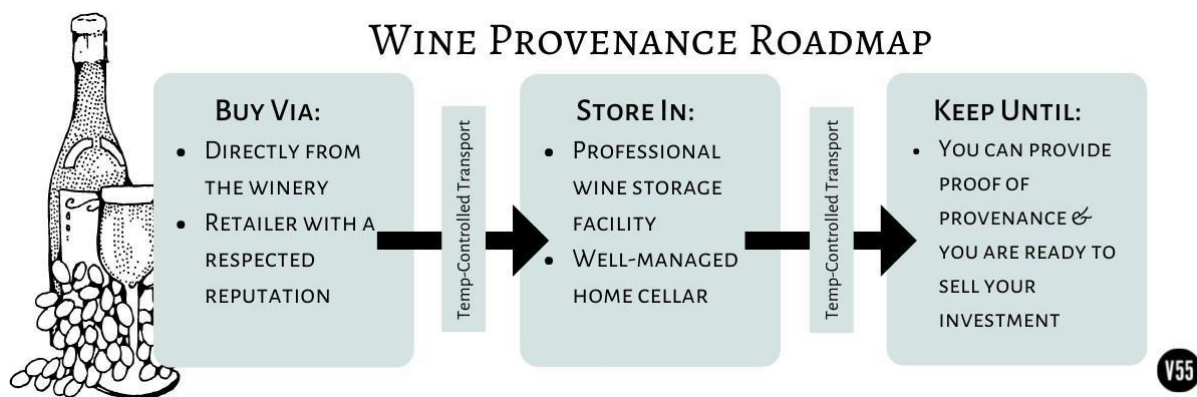 Wine Provenance Roadmap
Buy Via:
• Directly from
the winery
• Retailer with a
respected
reputation
Temp-Controlled Transport
Store In:
• Professional
wine storage
facility
• Well-managed
home cellar
Temp-Controlled Transport
Keep Until:
• You can provide
proof of
provenance &
you are ready to
sell your
investment
V55